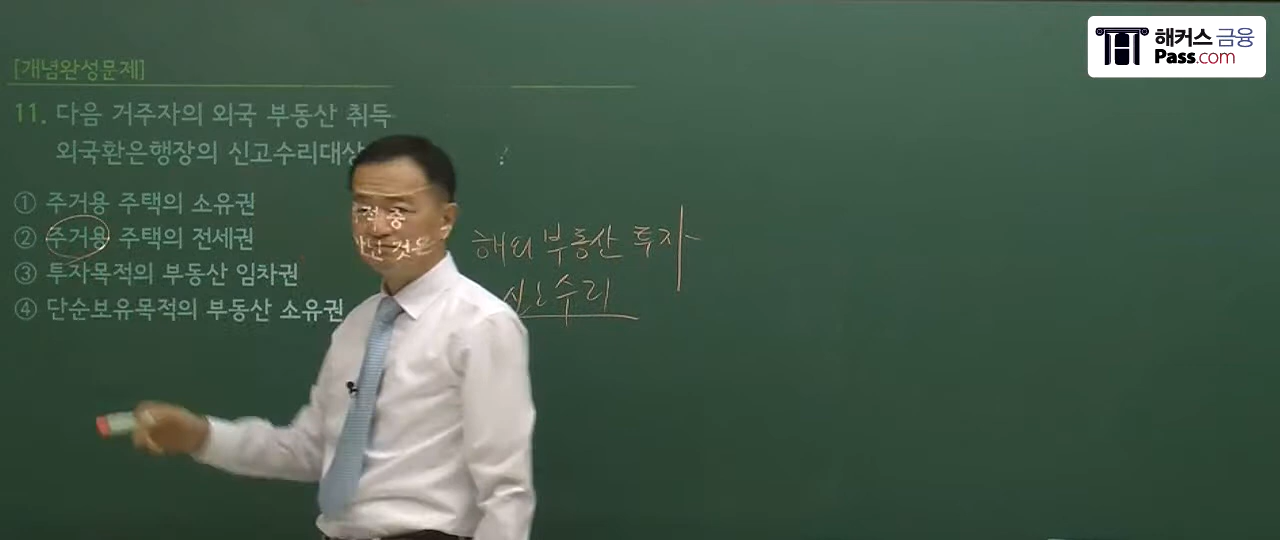 해커스 금융
Pass.com
[개념완성문제]
11. 다음 거주자의 외국 부동산 취득
외국환은행장의 신고수리대상 ?
① 주거용 주택의 소유권
② 주거용 주택의 전세권
③ 투자목적의 부동산 임차권
④ 단순보유목적의 부동산 소유권
것은
해외 부동산 투자
수리